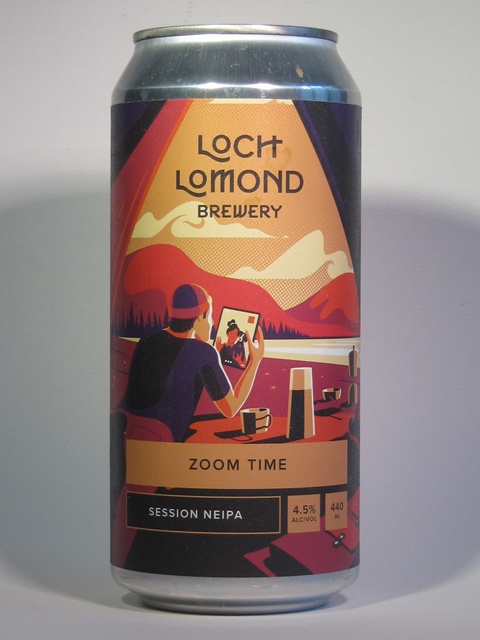 LOCH
LOMOND
BREWERY
ZOOM TIME
SESSION NEIPA
4.5%
ALC/VOL
440
ML